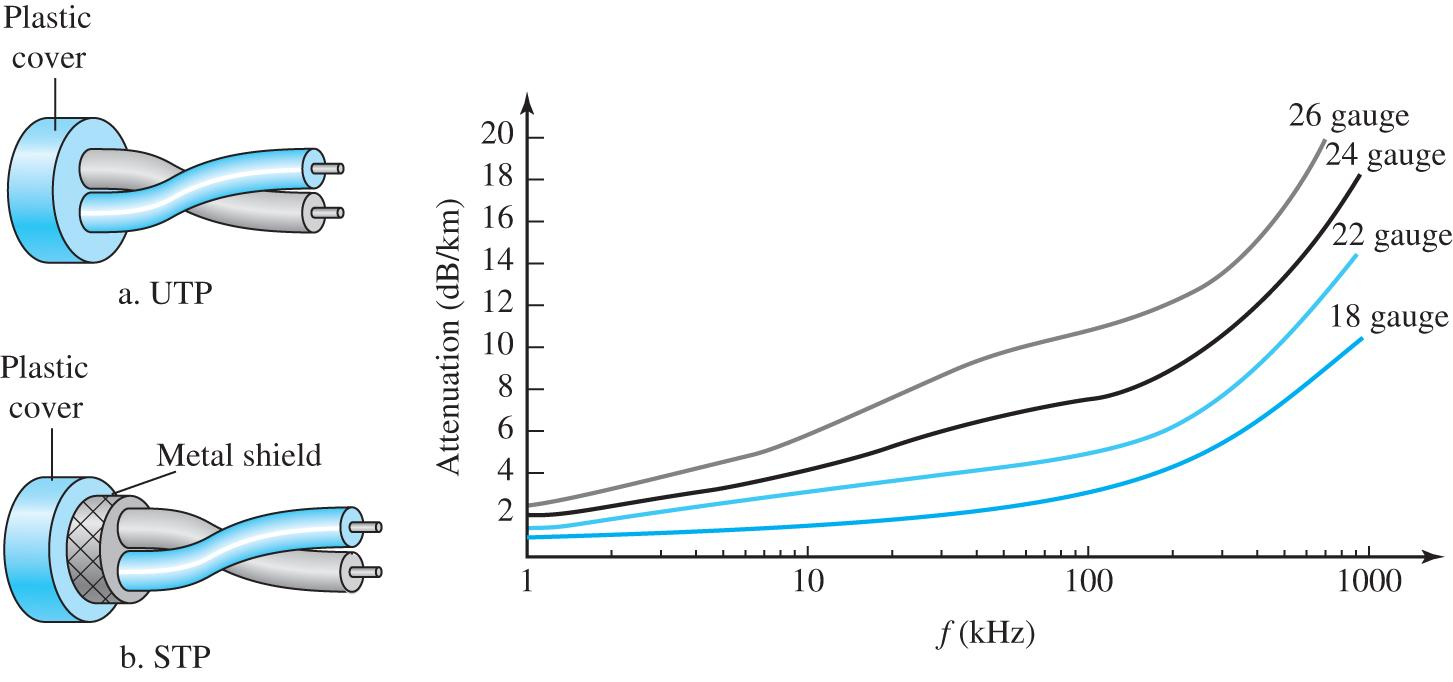 Plastic
cover
a. UTP
Plastic
cover
Metal shield
b. STP
Attenuation (dB/km)
20
18
16
14
12
10
8
6
4
2
1
10
100
1000
f (kHz)
26 gauge
24 gauge
22 gauge
18 gauge